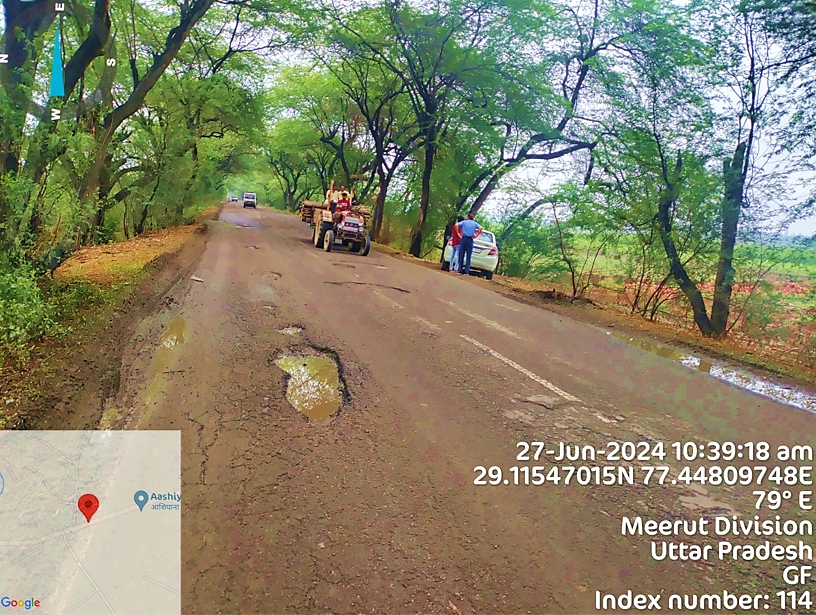 N
E
S
W
27-Jun-2024 10:39:18 am
29.11547015N 77.44809748E
79° E
Meerut Division
Uttar Pradesh
GF
Index number: 114
Aashiy
आशियाना
Google